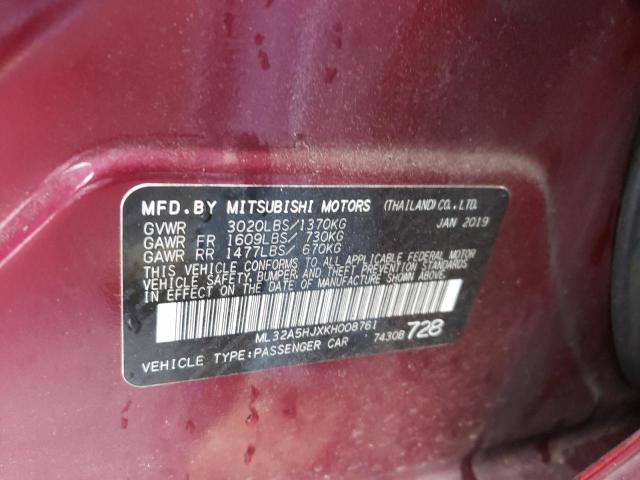 MFD.BY MITSUBISHI MOTORS (THAILAND) CO.,LTD.
GVWR 3020LBS/1370KG JAN 2019
GAWR FR 1609LBS/ 730KG
GAWR RR 1477LBS/ 670KG
THIS VEHICLE CONFORMS TO ALL APPLICABLE FEDERAL MOTOR
VEHICLE SAFETY, BUMPER, AND THEFT PREVENTION STANDARDS
IN EFFECT ON THE DATE OF MANUFACTURE SHOWN ABOVE.
ML32A5HJXKH008761
VEHICLE TYPE:PASSENGER CAR 7430B 728